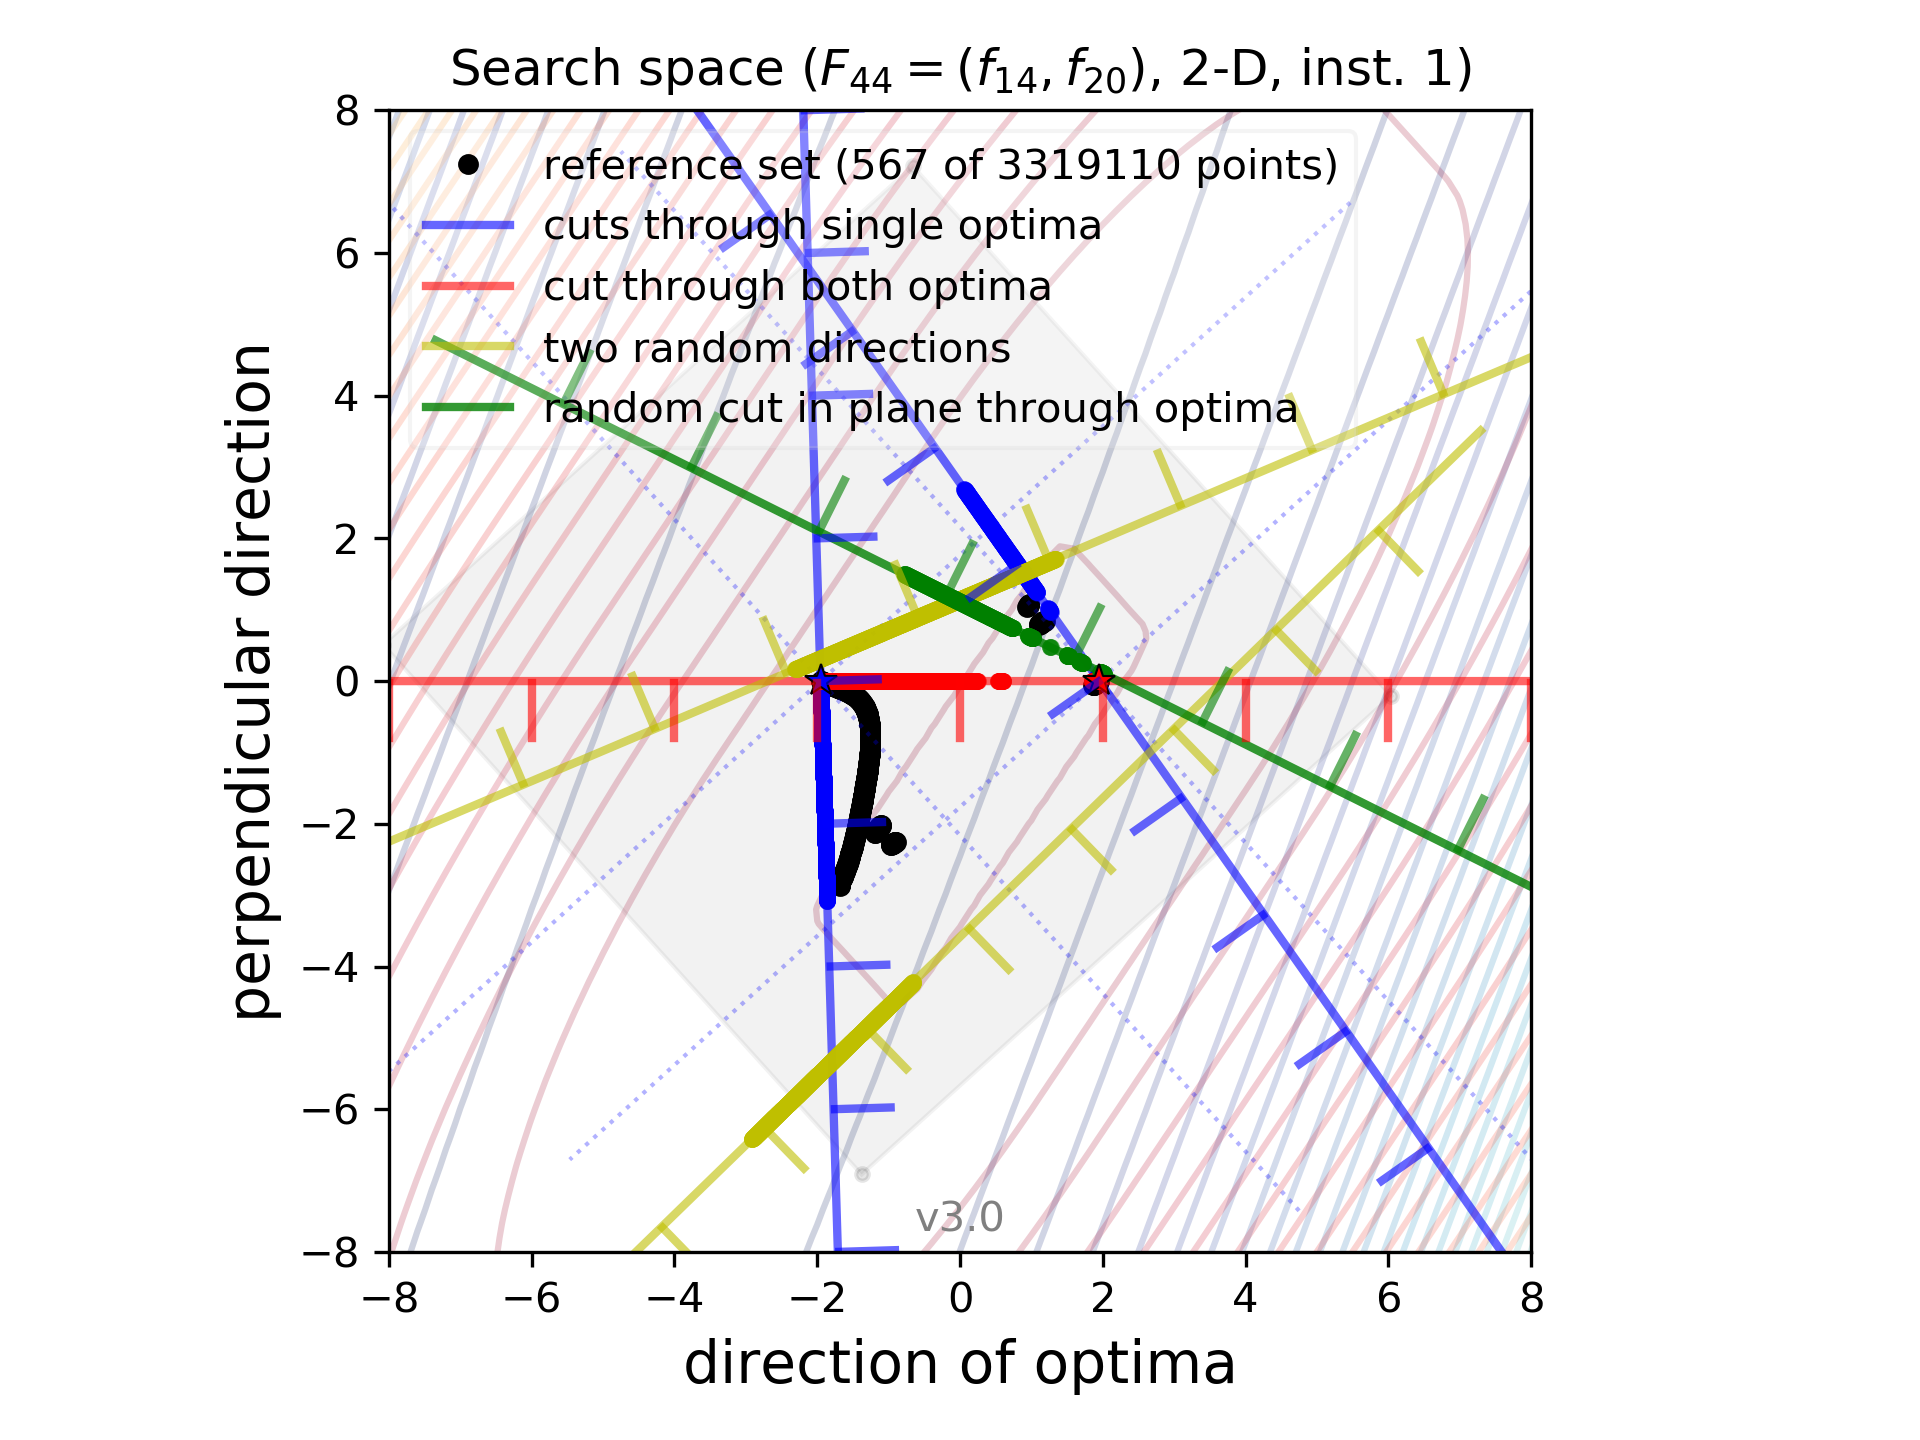 Search space (F44 = (f14, f20), 2-D, inst. 1)
reference set (567 of 3319110 points)
cuts through single optima
cut through both optima
two random directions
random cut in plane through optima
perpendicular direction
8
6
4
2
0
−2
−4
−6
−8
v3.0
−8 −6 −4 −2 0 2 4 6 8
direction of optima